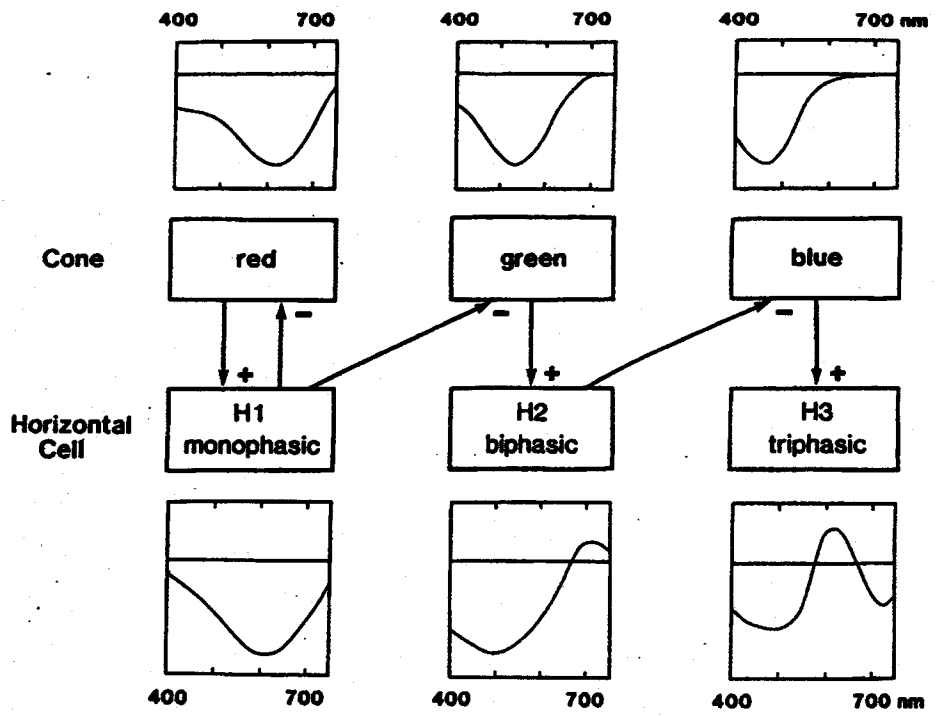 400 700 400 700 400 700 nm
Cone red green blue
− − −
+ + +
Horizontal Cell
H1 monophasic
H2 biphasic
H3 triphasic
400 700 400 700 400 700 nm